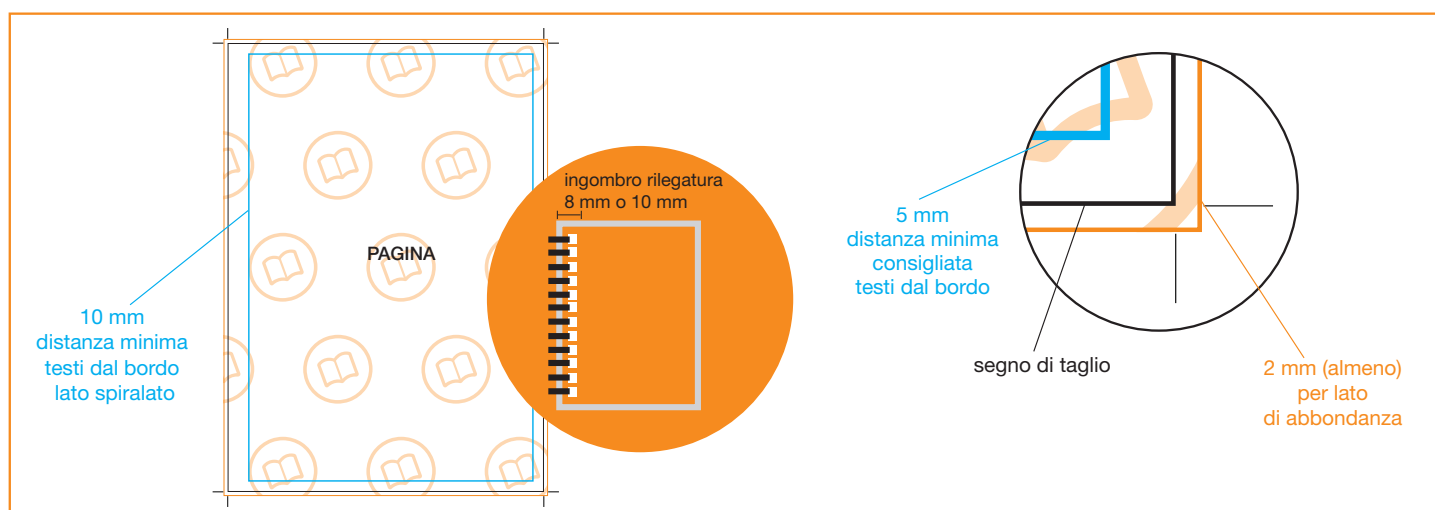 PAGINA
10 mm
distanza minima
testi dal bordo
lato spiralato
ingombro rilegatura
8 mm o 10 mm
5 mm
distanza minima
consigliata
testi dal bordo
segno di taglio
2 mm (almeno)
per lato
di abbondanza